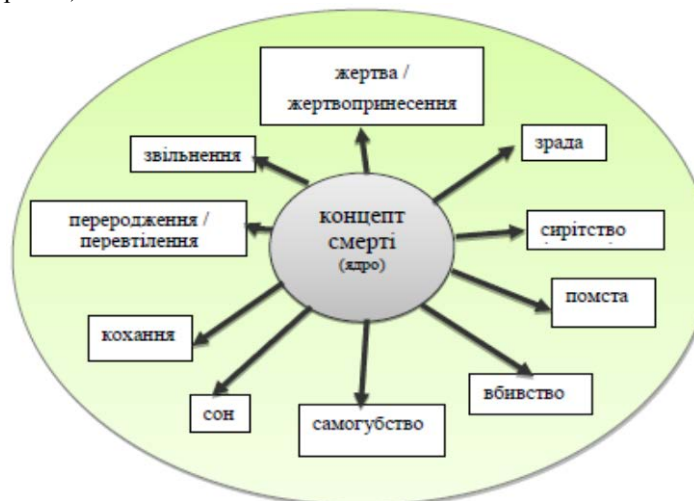 жертва /
жертвопринесення
зрада
звільнення
переродження /
перевтілення
концепт
смерті
(ядро)
сирітство
помста
кохання
вбивство
сон
самогубство